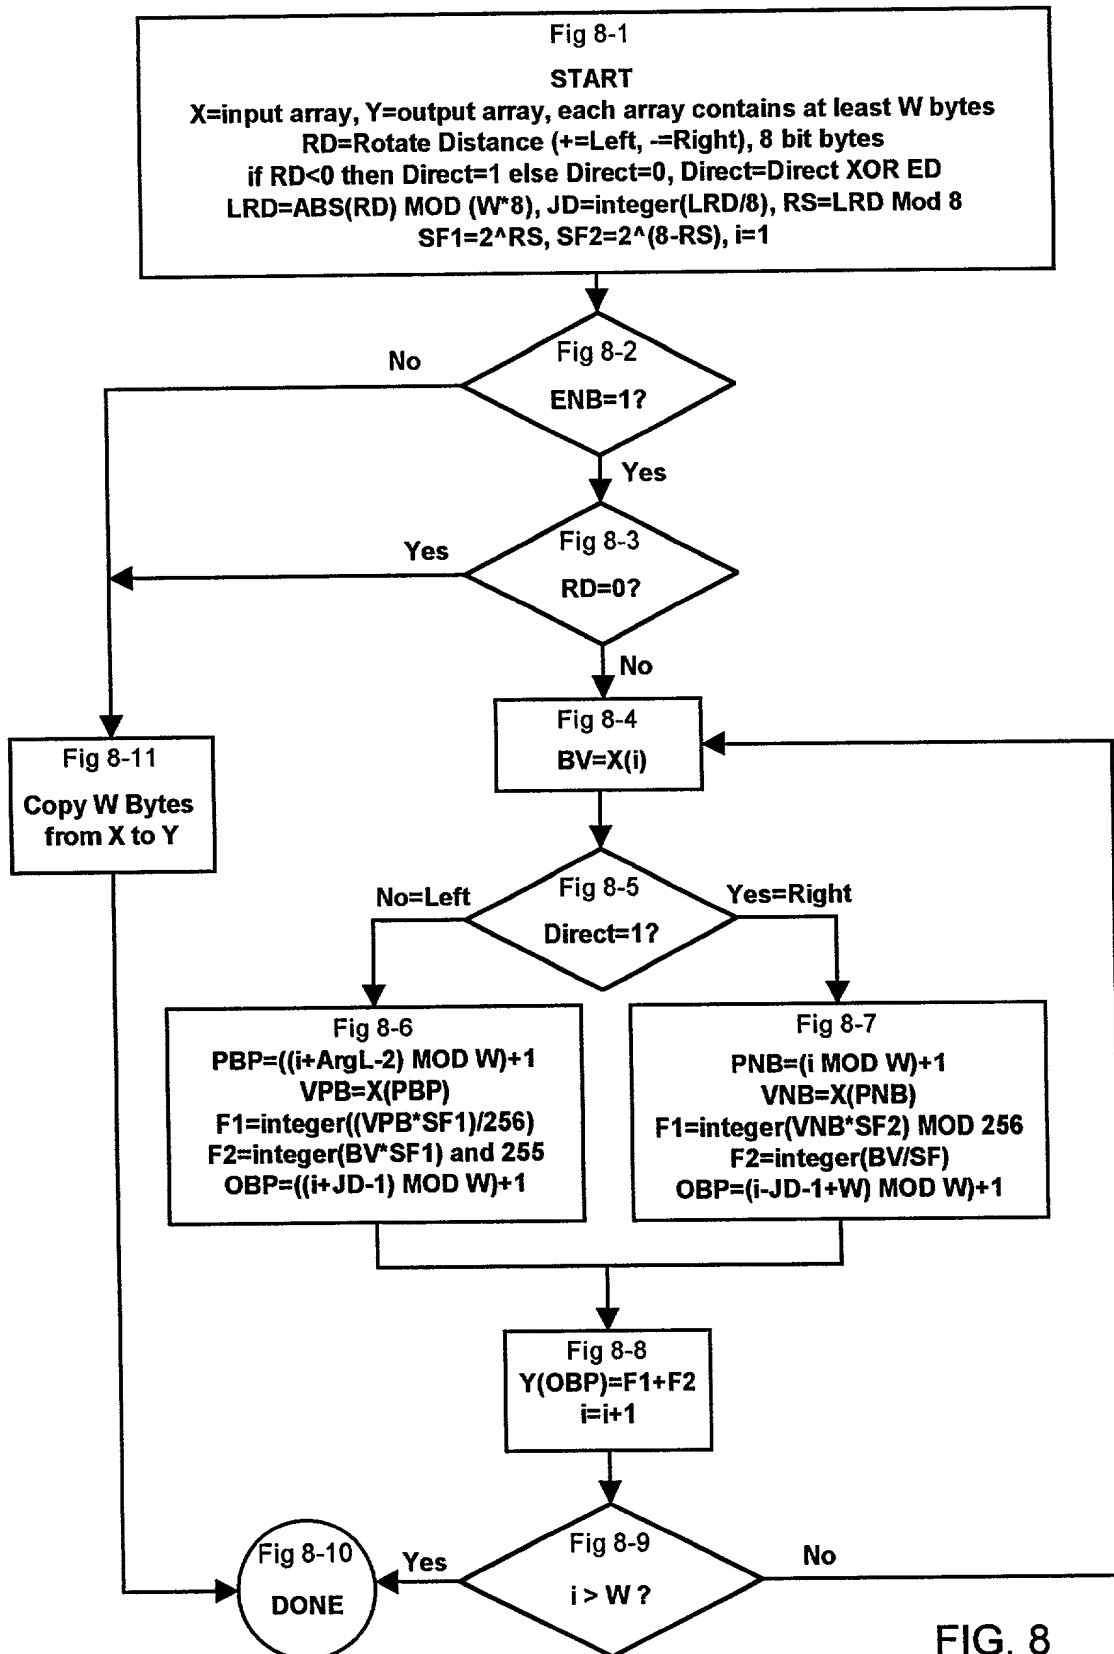 Fig 8-1
START
X=input array, Y=output array, each array contains at least W bytes
RD=Rotate Distance (+=Left, -=Right), 8 bit bytes
if RD<0 then Direct=1 else Direct=0, Direct=Direct XOR ED
LRD=ABS(RD) MOD (W*8), JD=integer(LRD/8), RS=LRD Mod 8
SF1=2^RS, SF2=2^(8-RS), i=1
Fig 8-2
ENB=1?
No
Yes
Fig 8-3
RD=0?
Yes
No
Fig 8-4
BV=X(i)
Fig 8-11
Copy W Bytes
from X to Y
Fig 8-5
Direct=1?
No=Left
Yes=Right
Fig 8-6
PBP=((i+ArgL-2) MOD W)+1
VPB=X(PBP)
F1=integer((VPB*SF1)/256)
F2=integer(BV*SF1) and 255
OBP=((i+JD-1) MOD W)+1
Fig 8-7
PNB=(i MOD W)+1
VNB=X(PNB)
F1=integer(VNB*SF2) MOD 256
F2=integer(BV/SF)
OBP=(i-JD-1+W) MOD W)+1
Fig 8-8
Y(OBP)=F1+F2
i=i+1
Fig 8-9
i > W ?
Yes
No
Fig 8-10
DONE
FIG. 8